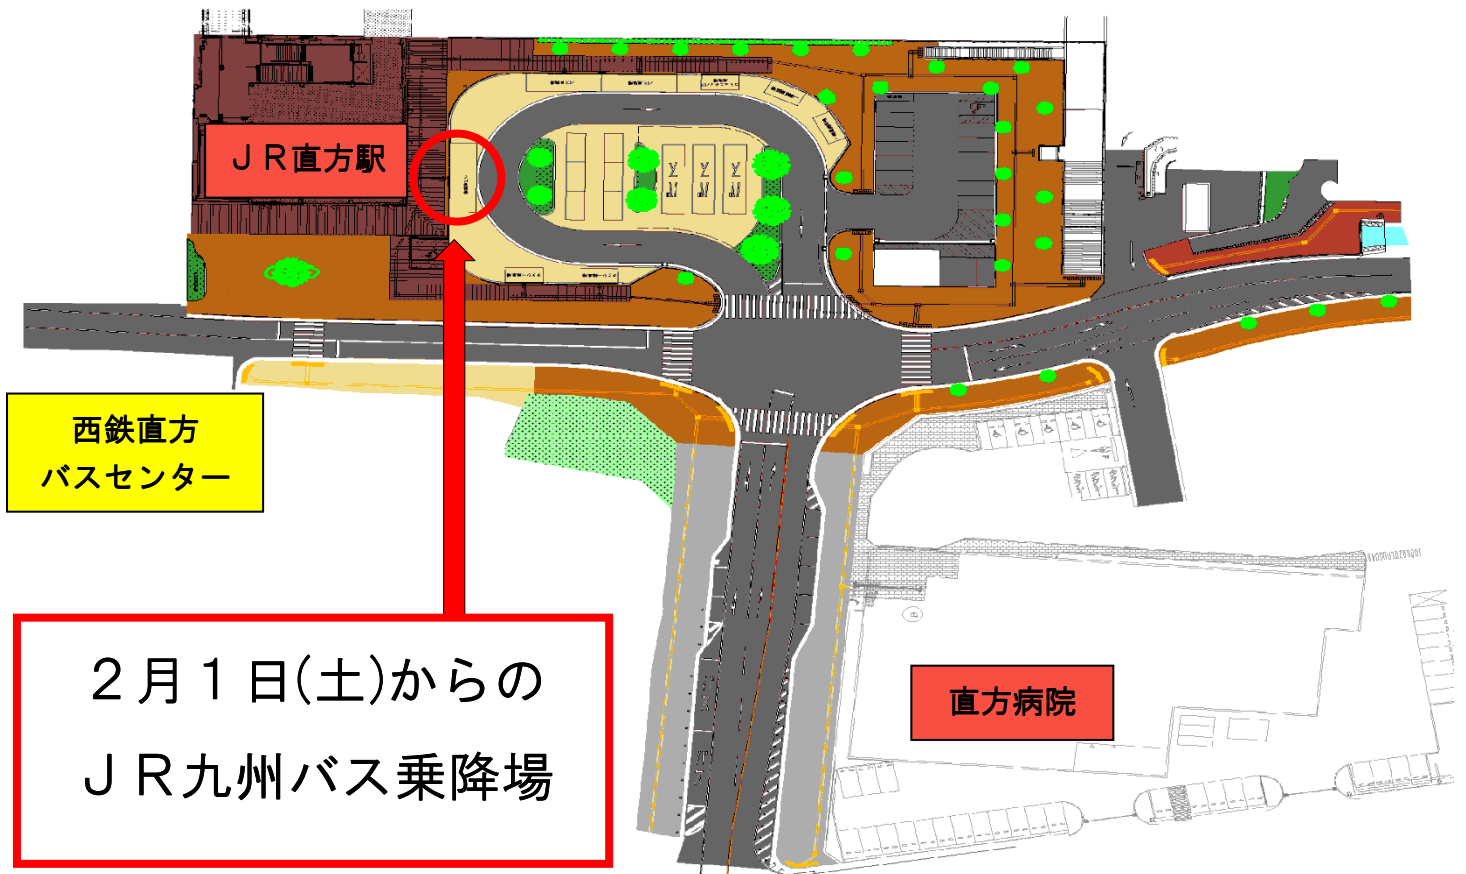 ＪＲ直方駅
西鉄直方
バスセンター
２月１日(土)からの
ＪＲ九州バス乗降場
直方病院